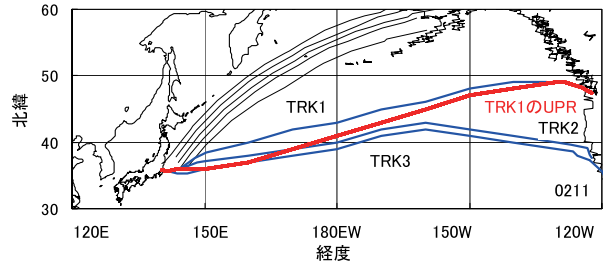 60
50
40
30
北緯
TRK1
TRK1のUPR
TRK2
TRK3
0211
120E
150E
180EW
150W
120W
経度